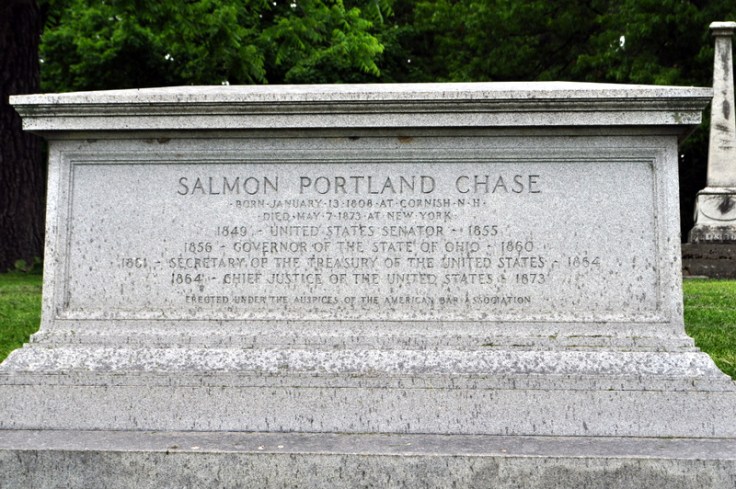 SALMON PORTLAND CHASE
·BORN·JANUARY·13·1808·AT·CORNISH·N·H·
·DIED·MAY·7·1873·AT·NEW YORK·
1849 - UNITED STATES SENATOR - 1855
1856 - GOVERNOR OF THE STATE OF OHIO - 1860
1861 - SECRETARY OF THE TREASURY OF THE UNITED STATES - 1864
1864 - CHIEF JUSTICE OF THE UNITED STATES - 1873
ERECTED UNDER THE AUSPICES OF THE AMERICAN BAR ASSOCIATION